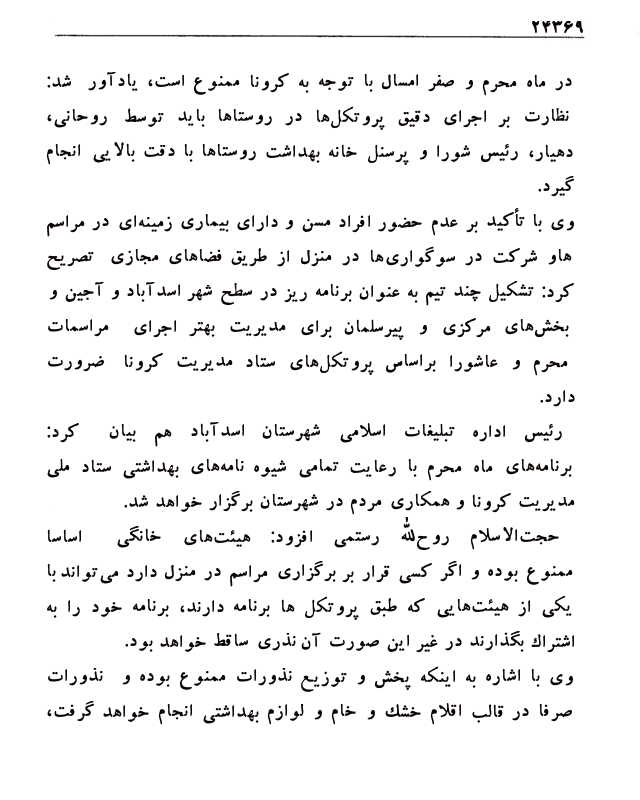 ۲۴۳۶۹
در ماه محرم و صفر امسال با توجه به کرونا ممنوع است، یادآور شد:
نظارت بر اجرای دقیق پروتکل‌ها در روستاها باید توسط روحانی،
دهیار، رئیس شورا و پرسنل خانه بهداشت روستاها با دقت بالایی انجام
گیرد.
وی با تأکید بر عدم حضور افراد مسن و دارای بیماری زمینه‌ای در مراسم
هاو شرکت در سوگواری‌ها در منزل از طریق فضاهای مجازی تصریح
کرد: تشکیل چند تیم به عنوان برنامه ریز در سطح شهر اسدآباد و آجین و
بخش‌های مرکزی و پیرسلمان برای مدیریت بهتر اجرای مراسمات
محرم و عاشورا براساس پروتکل‌های ستاد مدیریت کرونا ضرورت
دارد.
رئیس اداره تبلیغات اسلامی شهرستان اسدآباد هم بیان کرد:
برنامه‌های ماه محرم با رعایت تمامی شیوه نامه‌های بهداشتی ستاد ملی
مدیریت کرونا و همکاری مردم در شهرستان برگزار خواهد شد.
حجت‌الاسلام روح‌الله رستمی افزود: هیئت‌های خانگی اساسا
ممنوع بوده و اگر کسی قرار بر برگزاری مراسم در منزل دارد می‌تواند با
یکی از هیئت‌هایی که طبق پروتکل ها برنامه دارند، برنامه خود را به
اشتراک بگذارند در غیر این صورت آن نذری ساقط خواهد بود.
وی با اشاره به اینکه پخش و توزیع نذورات ممنوع بوده و نذورات
صرفا در قالب اقلام خشک و خام و لوازم بهداشتی انجام خواهد گرفت،